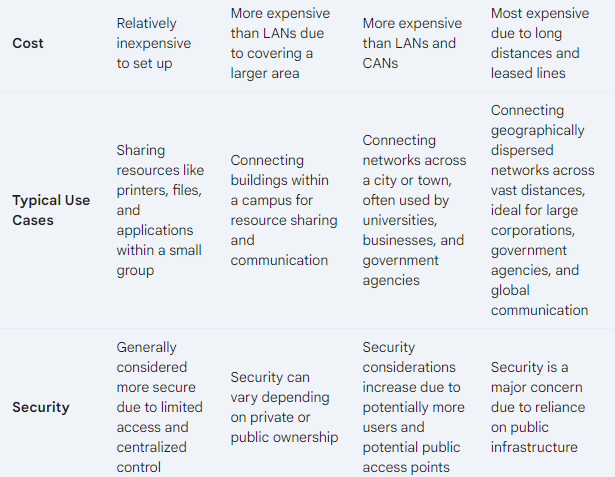 Cost
Relatively
inexpensive
to set up
More expensive
than LANs due
to covering a
larger area
More expensive
than LANs and
CANs
Most expensive
due to long
distances and
leased lines
Typical Use
Cases
Sharing
resources like
printers, files,
and
applications
within a small
group
Connecting
buildings within
a campus for
resource sharing
and
communication
Connecting
networks across
a city or town,
often used by
universities,
businesses, and
government
agencies
Connecting
geographically
dispersed
networks across
vast distances,
ideal for large
corporations,
government
agencies, and
global
communication
Security
Generally
considered
more secure
due to limited
access and
centralized
control
Security can
vary depending
on private or
public ownership
Security
considerations
increase due to
potentially more
users and
potential public
access points
Security is a
major concern
due to reliance
on public
infrastructure